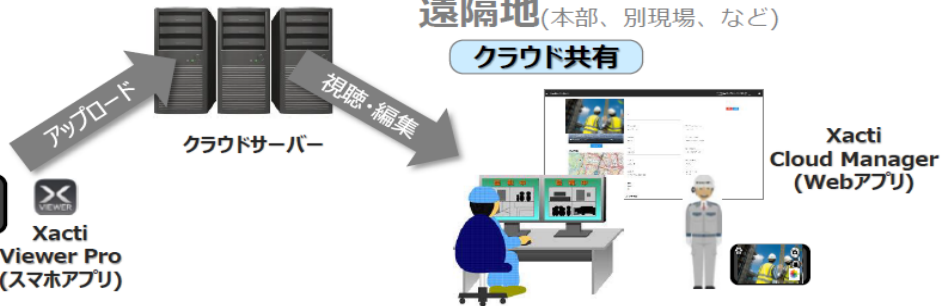 遠隔地(本部、別現場、など)
クラウド共有
アップロード
視聴・編集
クラウドサーバー
Xacti
Cloud Manager
(Webアプリ)
VIEWER
Xacti
Viewer Pro
(スマホアプリ)